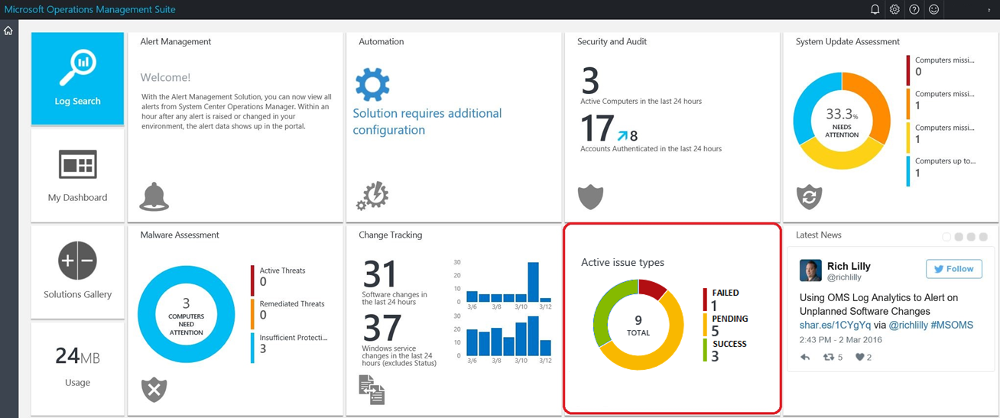 Microsoft Operations Management Suite
Log Search
My Dashboard
Solutions Gallery
24MB
Usage
Alert Management
Welcome!
With the Alert Management Solution, you can now view all
alerts from System Center Operations Manager. Within an
hour after any alert is raised or changed in your
environment, the alert data shows up in the portal.
Automation
Solution requires additional
configuration
Security and Audit
3
Active Computers in the last 24 hours
17 8
Accounts Authenticated in the last 24 hours
System Update Assessment
33.3%
NEEDS
ATTENTION
Computers missi...
0
Computers missi...
1
Computers missi...
1
Computers up to...
1
Malware Assessment
3
COMPUTERS
NEED
ATTENTION
Active Threats
0
Remediated Threats
0
Insufficient Protecti...
3
Change Tracking
31
Software changes in
the last 24 hours
30
20
10
0
3/6 3/8 3/10 3/12
37
Windows service
changes in the last 24
hours (excludes Status)
30
20
10
0
3/6 3/8 3/10 3/12
Active issue types
9
TOTAL
FAILED
1
PENDING
5
SUCCESS
3
Latest News
Rich Lilly
@richlilly
Follow
Using OMS Log Analytics to Alert on
Unplanned Software Changes
shar.es/1CYgYq via @richlilly #MSOMS
2:43 PM - 2 Mar 2016
5 2